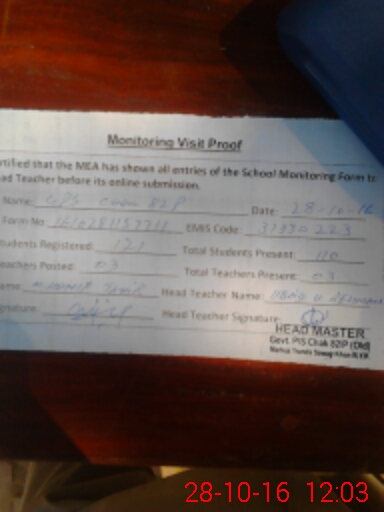 Monitoring Visit Proof
rtified that the MEA has shown all entries of the School Monitoring Form to
ad Teacher before its online submission.
Name: GPS 82P Date: 28-10-16
Form No. EMIS Code: 31330223
tudents Registered: 121 Total Students Present: 110
eachers Posted: 03 Total Teachers Present: 03
ame: Head Teacher Name:
gnature: Head Teacher Signature:
HEAD MASTER
Govt. P/S Chak 82/P (Old)
28-10-16 12:03